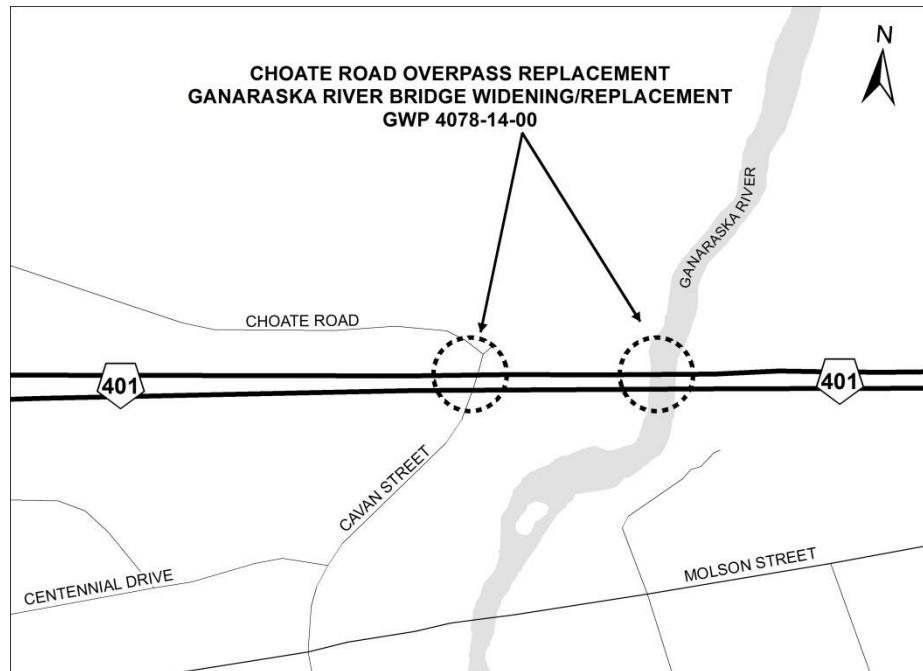 N
CHOATE ROAD OVERPASS REPLACEMENT
GANARASKA RIVER BRIDGE WIDENING/REPLACEMENT
GWP 4078-14-00
GANARASKA RIVER
CHOATE ROAD
401
401
CAVAN STREET
MOLSON STREET
CENTENNIAL DRIVE